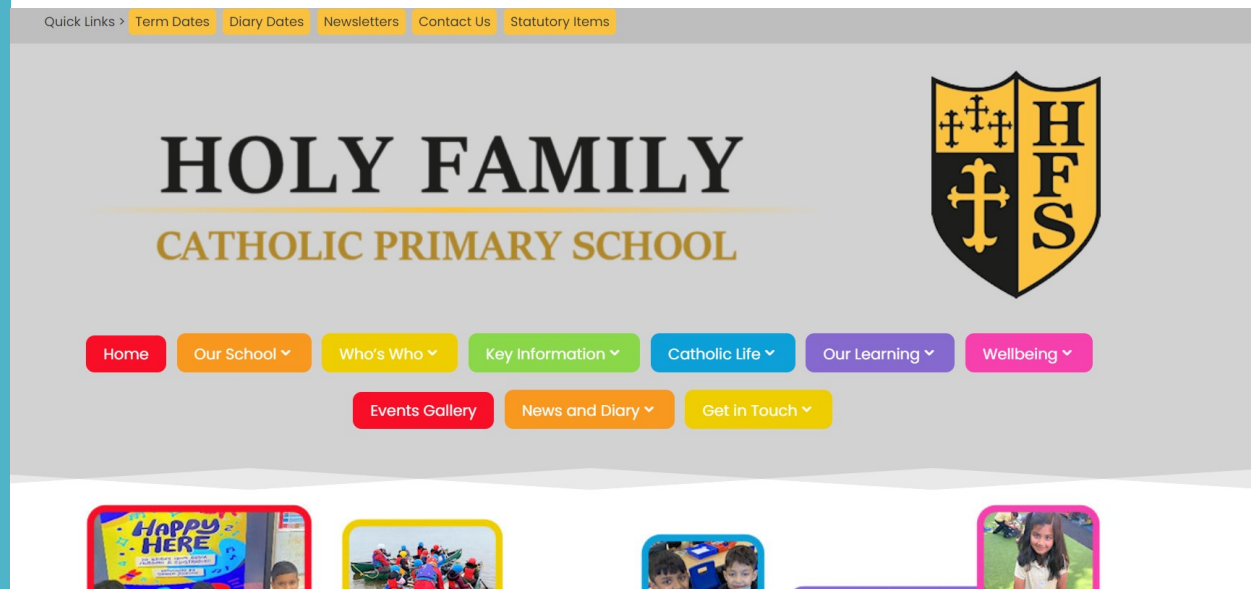 Quick Links > Term Dates Diary Dates Newsletters Contact Us Statutory Items
HOLY FAMILY
CATHOLIC PRIMARY SCHOOL
H
F
S
Home Our School Who's Who Key Information Catholic Life Our Learning Wellbeing
Events Gallery News and Diary Get in Touch
HAPPY
HERE